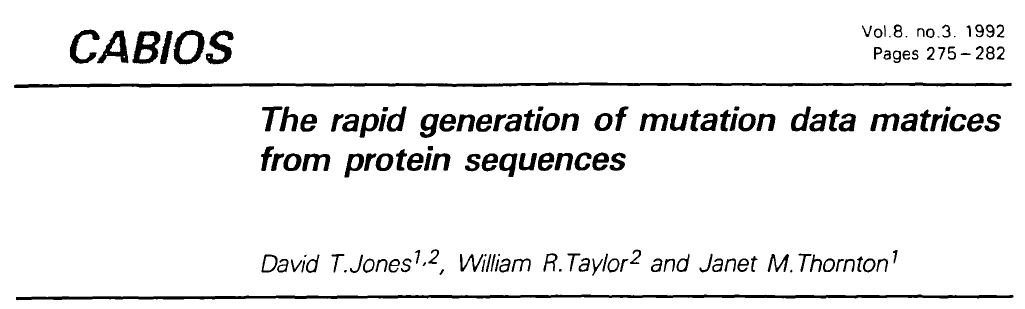 CABIOS
Vol.8. no.3. 1992
Pages 275–282
The rapid generation of mutation data matrices
from protein sequences
David T.Jones1,2, William R.Taylor2 and Janet M.Thornton1